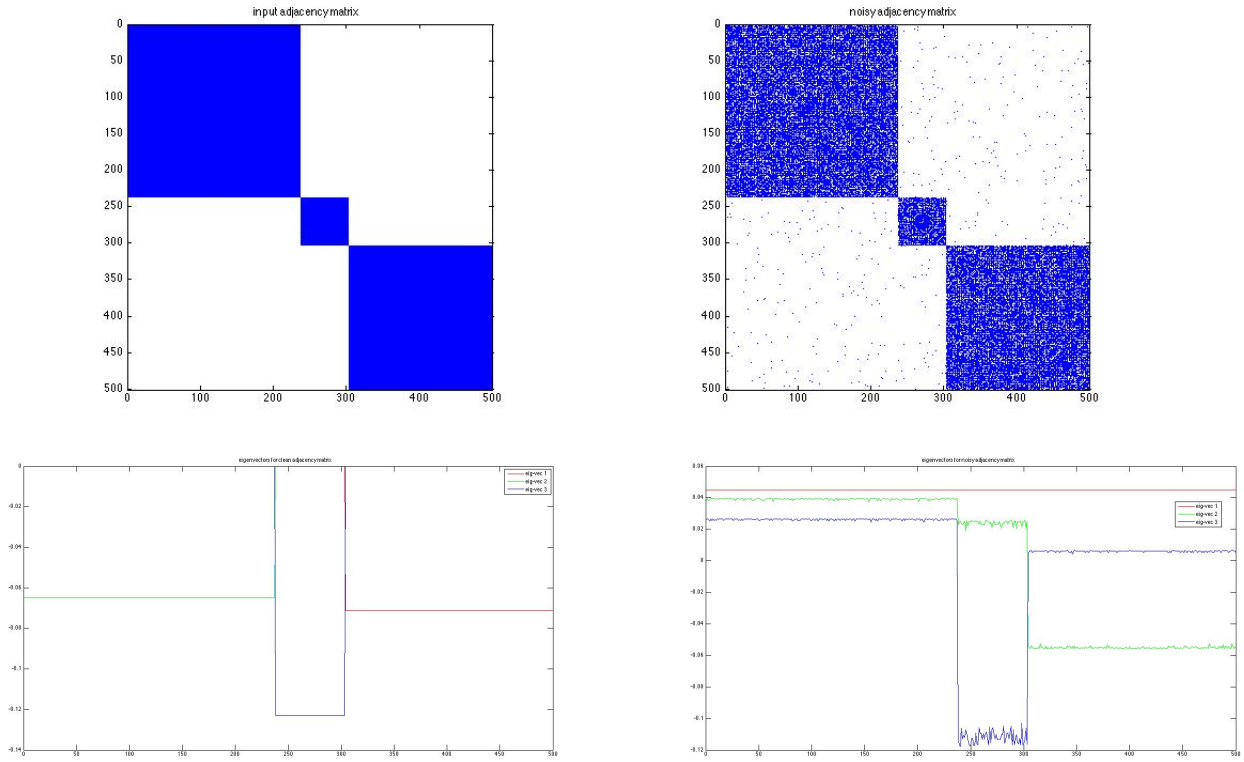 input adjacency matrix
0
50
100
150
200
250
300
350
400
450
500
0 100 200 300 400 500
noisy adjacency matrix
0
50
100
150
200
250
300
350
400
450
500
0 100 200 300 400 500
eigenvecters for clean adjacency matrix
0
-0.02
-0.04
-0.06
-0.08
-0.1
-0.12
-0.14
eig-vec 1
eig-vec 2
eig-vec 3
0 50 100 150 200 250 300 350 400 450 500
eigenvecters for noisy adjacency matrix
0.06
0.04
0.02
0
-0.02
-0.04
-0.06
-0.08
-0.1
-0.12
eig-vec 1
eig-vec 2
eig-vec 3
0 50 100 150 200 250 300 350 400 450 500